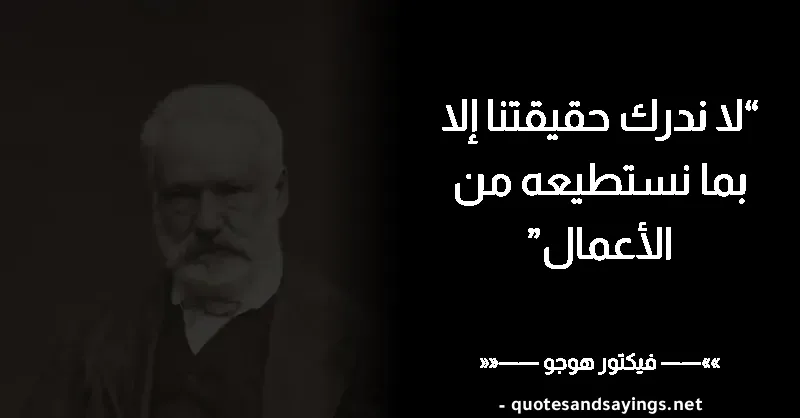 “لا ندرك حقيقتنا إلا
بما نستطيعه من
الأعمال”
»»—— فيكتور هوجو ——««
- quotesandsayings.net